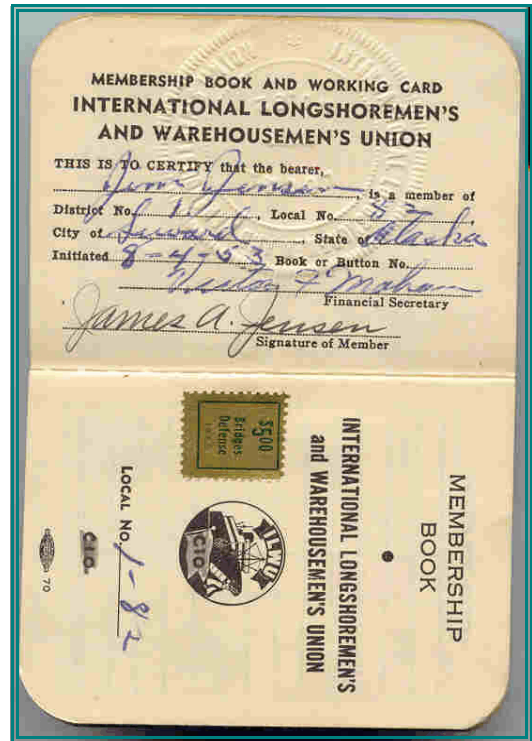 MEMBERSHIP BOOK AND WORKING CARD
INTERNATIONAL LONGSHOREMEN'S
AND WAREHOUSEMEN'S UNION
THIS IS TO CERTIFY that the bearer,
Jim Jensen, is a member of
District No. 1, Local No. 82
City of Seward, State of Alaska
Initiated 8-4-53 Book or Button No.
Financial Secretary
James A. Jensen
Signature of Member
MEMBERSHIP
BOOK
INTERNATIONAL LONGSHOREMEN'S
and WAREHOUSEMEN'S UNION
$5.00
Bridges
Defense
ILWU
CIO
LOCAL No. 1-82
C.I.O.
70